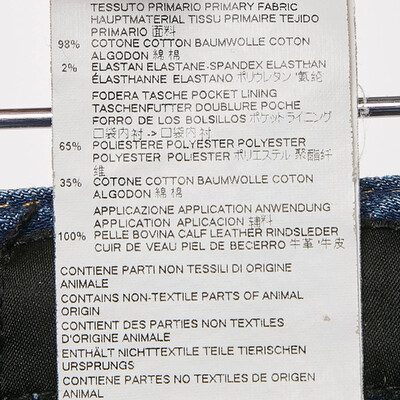 TESSUTO PRIMARIO PRIMARY FABRIC
HAUPTMATERIAL TISSU PRIMAIRE TEJIDO
PRIMARIO 面料
98% COTONE COTTON BAUMWOLLE COTON
ALGODON 綿 棉
2% ELASTAN ELASTANE-SPANDEX ELASTHAN
ÉLASTHANNE ELASTANO ポリウレタン 氨纶
FODERA TASCHE POCKET LINING
TASCHENFUTTER DOUBLURE POCHE
FORRO DE LOS BOLSILLOS ポケットライニング
口袋内衬 -> 口袋内衬
65% POLIESTERE POLYESTER POLYESTER
POLYESTER POLIESTER ポリエステル 聚酯纤
维
35% COTONE COTTON BAUMWOLLE COTON
ALGODON 綿 棉
APPLICAZIONE APPLICATION ANWENDUNG
APPLICATION APLICACION 辅料
100% PELLE BOVINA CALF LEATHER RINDSLEDER
CUIR DE VEAU PIEL DE BECERRO 牛革 牛皮
CONTIENE PARTI NON TESSILI DI ORIGINE
ANIMALE
CONTAINS NON-TEXTILE PARTS OF ANIMAL
ORIGIN
CONTIENT DES PARTIES NON TEXTILES
D'ORIGINE ANIMALE
ENTHÄLT NICHTTEXTILE TEILE TIERISCHEN
URSPRUNGS
CONTIENE PARTES NO TEXTILES DE ORIGEN
ANIMAL